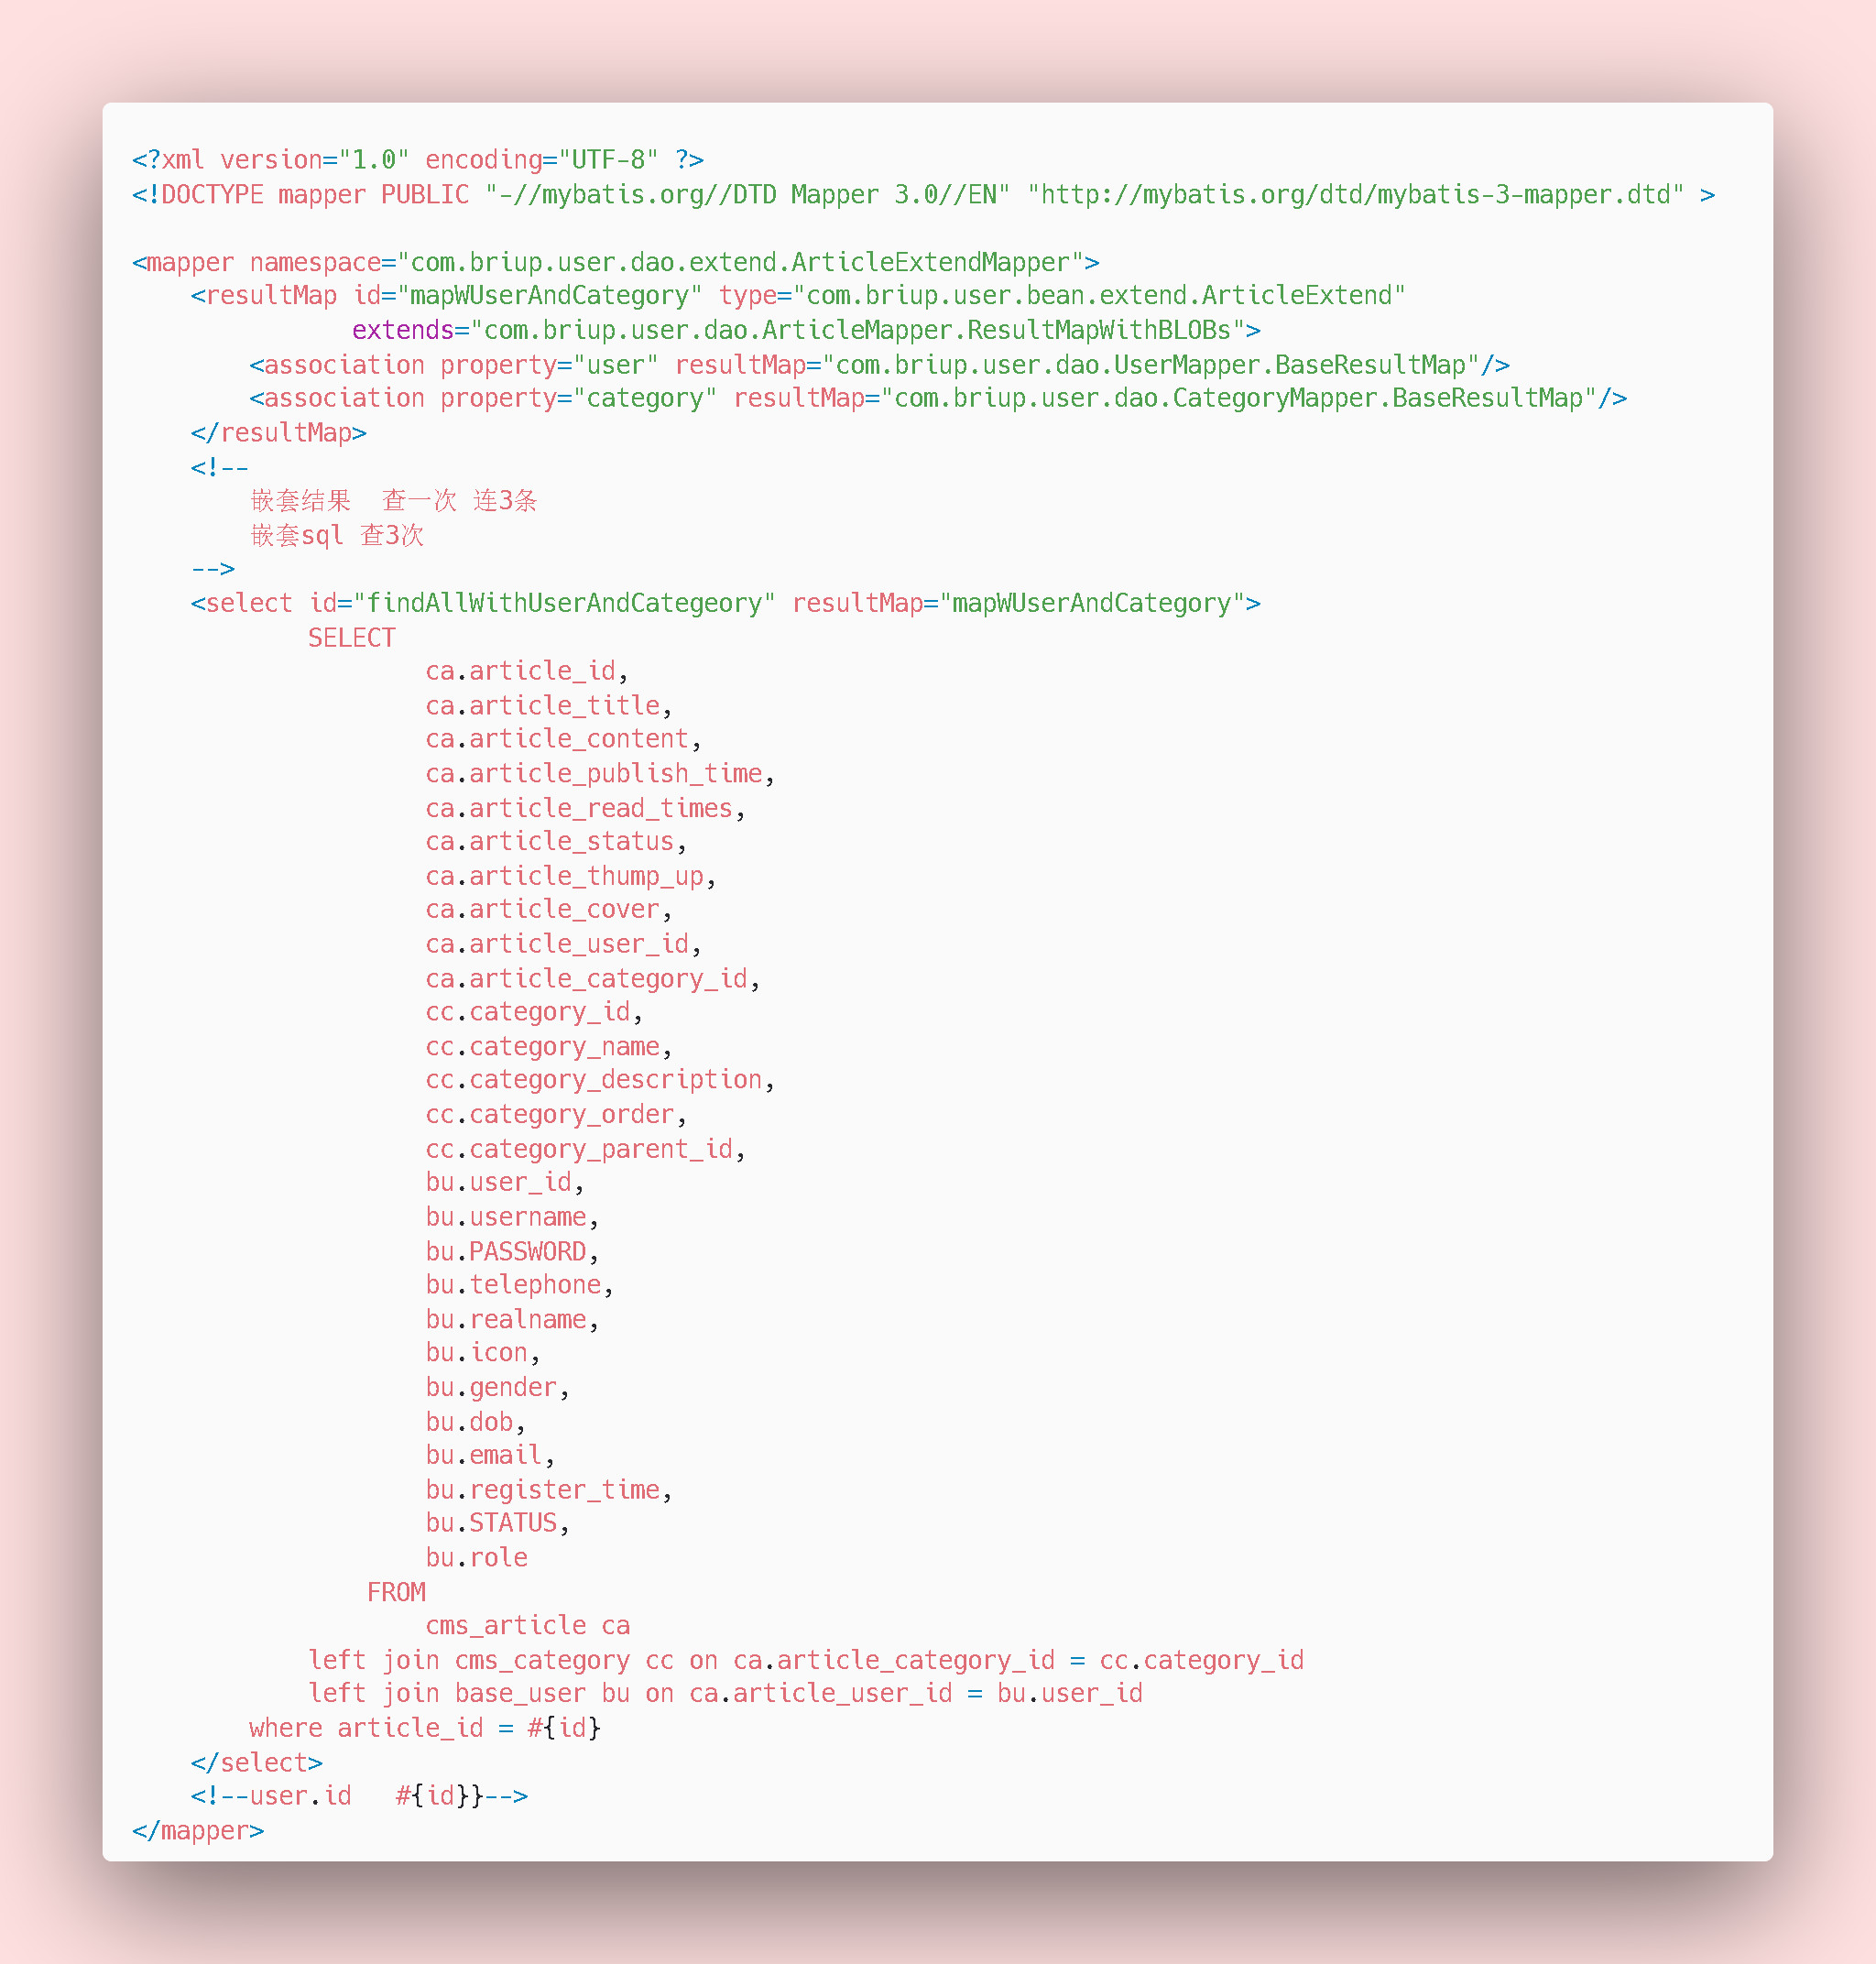 <?xml version="1.0" encoding="UTF-8" ?>
<!DOCTYPE mapper PUBLIC "-//mybatis.org//DTD Mapper 3.0//EN" "http://mybatis.org/dtd/mybatis-3-mapper.dtd" >

<mapper namespace="com.briup.user.dao.extend.ArticleExtendMapper">
    <resultMap id="mapWUserAndCategory" type="com.briup.user.bean.extend.ArticleExtend"
               extends="com.briup.user.dao.ArticleMapper.ResultMapWithBLOBs">
        <association property="user" resultMap="com.briup.user.dao.UserMapper.BaseResultMap"/>
        <association property="category" resultMap="com.briup.user.dao.CategoryMapper.BaseResultMap"/>
    </resultMap>
    <!--
        嵌套结果  查一次 连3条
        嵌套sql 查3次
    -->
    <select id="findAllWithUserAndCategeory" resultMap="mapWUserAndCategory">
            SELECT
                    ca.article_id,
                    ca.article_title,
                    ca.article_content,
                    ca.article_publish_time,
                    ca.article_read_times,
                    ca.article_status,
                    ca.article_thump_up,
                    ca.article_cover,
                    ca.article_user_id,
                    ca.article_category_id,
                    cc.category_id,
                    cc.category_name,
                    cc.category_description,
                    cc.category_order,
                    cc.category_parent_id,
                    bu.user_id,
                    bu.username,
                    bu.PASSWORD,
                    bu.telephone,
                    bu.realname,
                    bu.icon,
                    bu.gender,
                    bu.dob,
                    bu.email,
                    bu.register_time,
                    bu.STATUS,
                    bu.role
                FROM
                    cms_article ca
            left join cms_category cc on ca.article_category_id = cc.category_id
            left join base_user bu on ca.article_user_id = bu.user_id
        where article_id = #{id}
    </select>
    <!--user.id   #{id}}-->
</mapper>